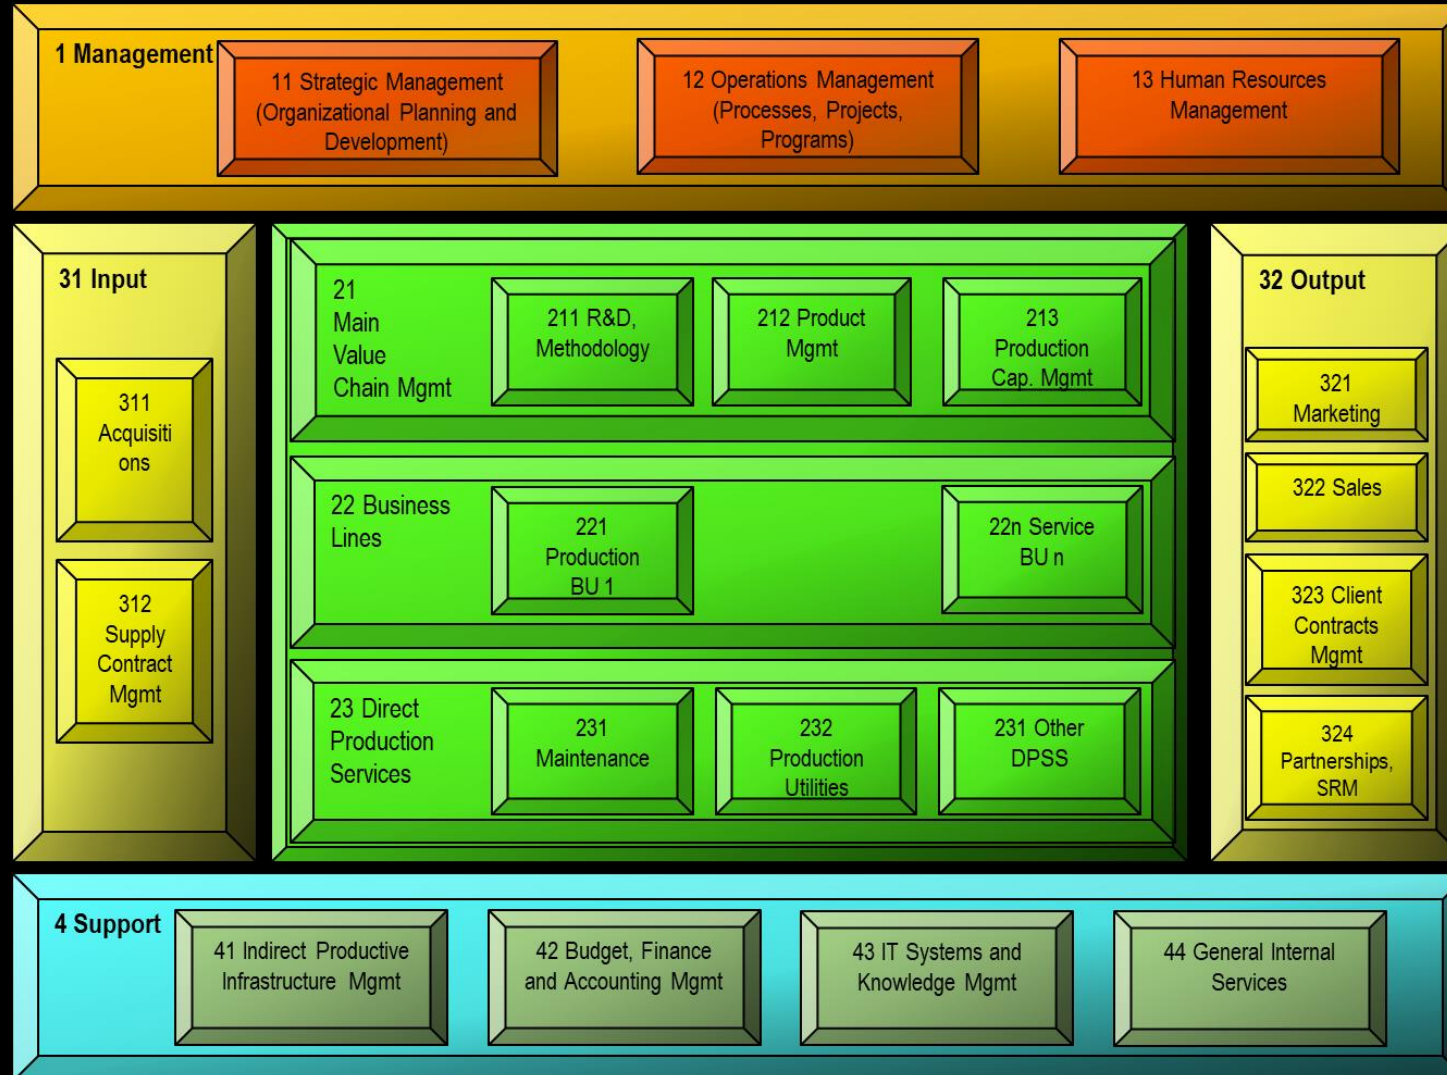 1 Management
11 Strategic Management
(Organizational Planning and
Development)
12 Operations Management
(Processes, Projects,
Programs)
13 Human Resources
Management
31 Input
311
Acquisiti
ons
312
Supply
Contract
Mgmt
21
Main
Value
Chain Mgmt
211 R&D,
Methodology
212 Product
Mgmt
213
Production
Cap. Mgmt
22 Business
Lines
221
Production
BU 1
22n Service
BU n
23 Direct
Production
Services
231
Maintenance
232
Production
Utilities
231 Other
DPSS
32 Output
321
Marketing
322 Sales
323 Client
Contracts
Mgmt
324
Partnerships,
SRM
4 Support
41 Indirect Productive
Infrastructure Mgmt
42 Budget, Finance
and Accounting Mgmt
43 IT Systems and
Knowledge Mgmt
44 General Internal
Services